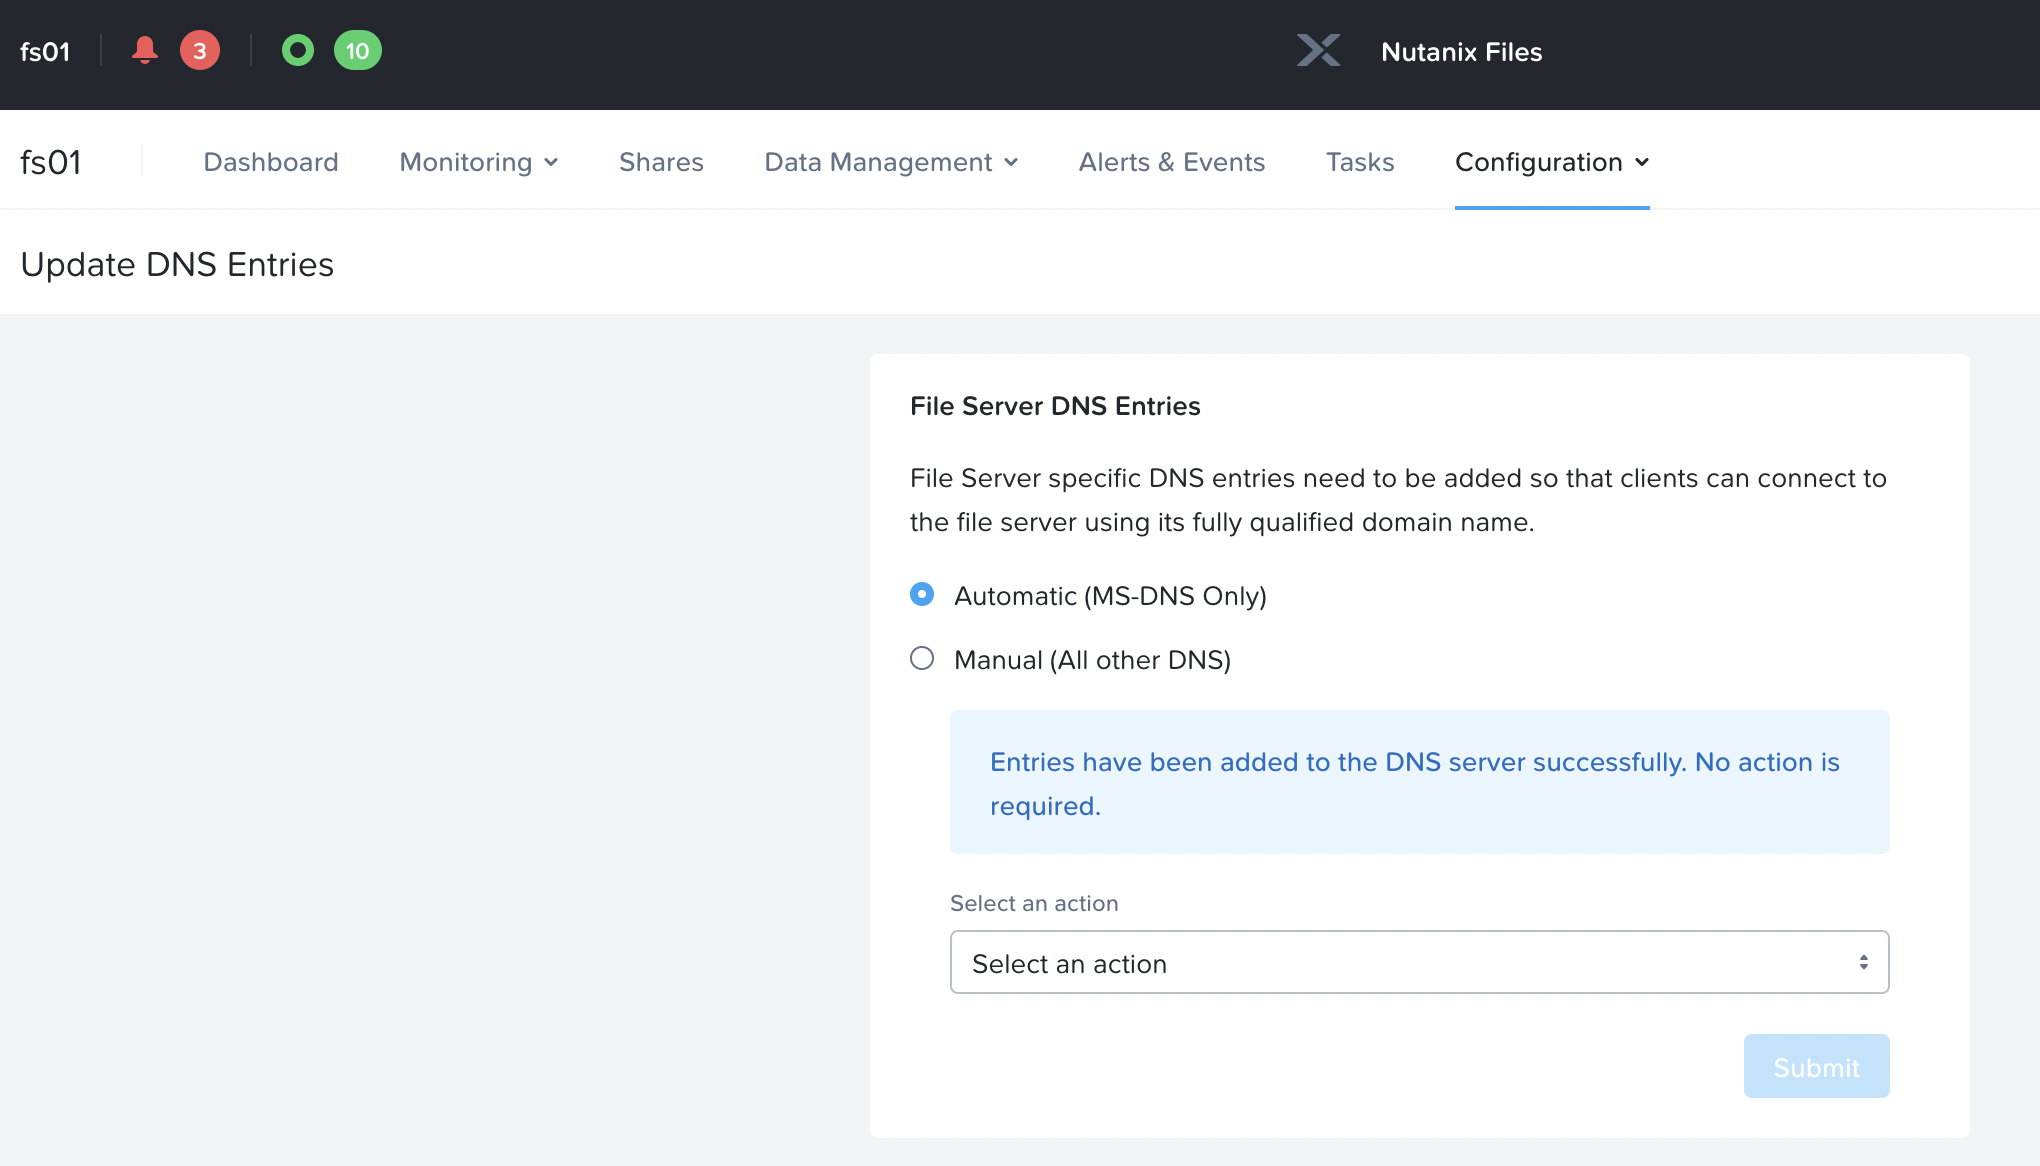 fs01 3 10 Nutanix Files
fs01 Dashboard Monitoring Shares Data Management Alerts & Events Tasks Configuration
Update DNS Entries
File Server DNS Entries
File Server specific DNS entries need to be added so that clients can connect to
the file server using its fully qualified domain name.
Automatic (MS-DNS Only)
Manual (All other DNS)
Entries have been added to the DNS server successfully. No action is
required.
Select an action
Select an action
Submit